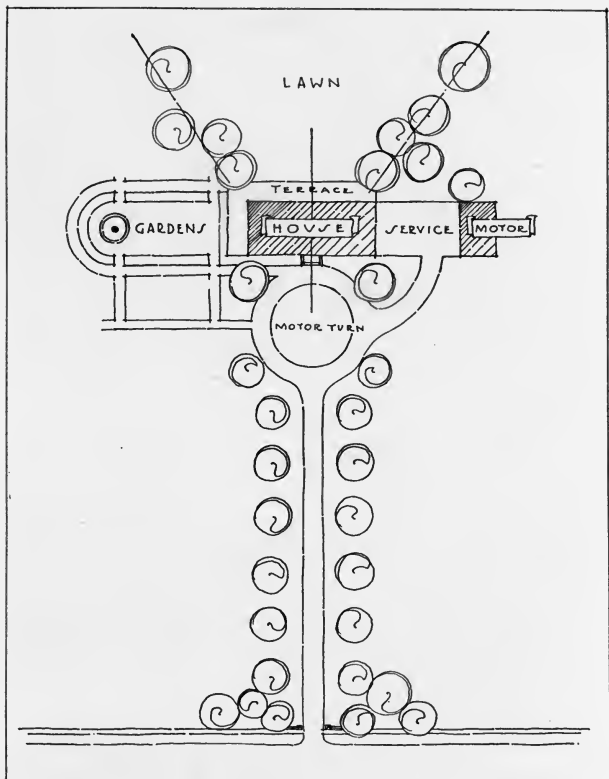 LAWN
TERRACE
GARDENS
HOUSE
SERVICE
MOTOR
MOTOR TURN